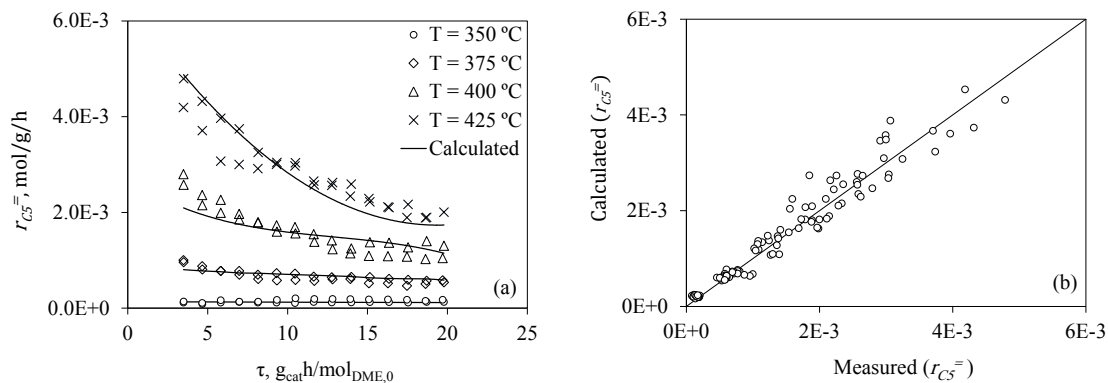 6.0E-3
4.0E-3
2.0E-3
0.0E+0
r_C5^=, mol/g/h
0 5 10 15 20
τ, g_cat h/mol_DME,0
T = 350 ºC
T = 375 ºC
T = 400 ºC
T = 425 ºC
Calculated
(a)
6E-3
4E-3
2E-3
0E+0
Calculated (r_C5^=)
0E+0 2E-3 4E-3 6E-3
Measured (r_C5^=)
(b)